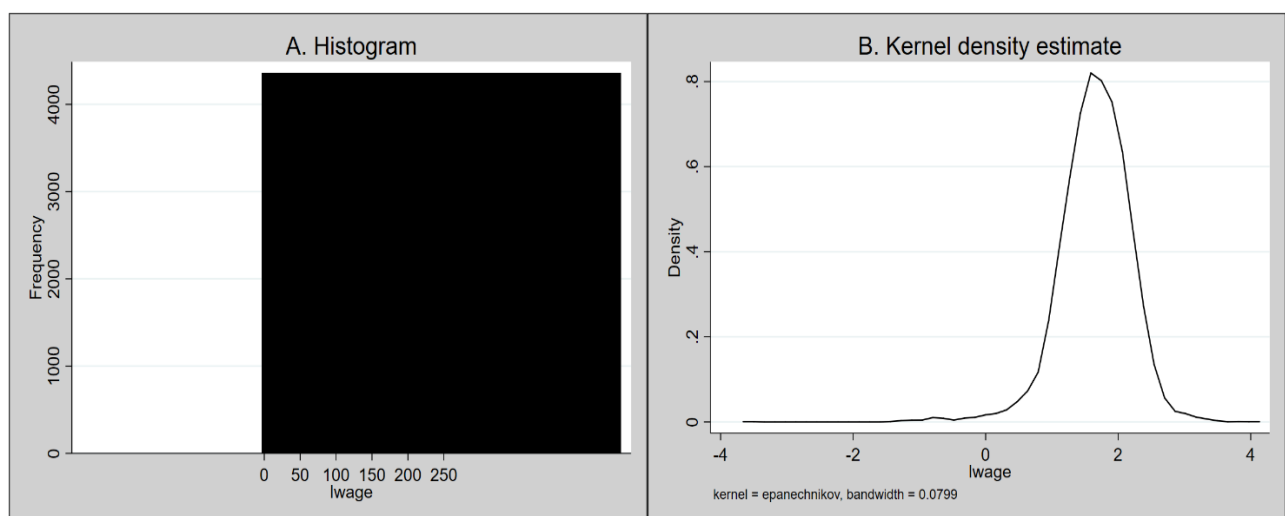 A. Histogram
4000
3000
2000
1000
0
Frequency
0 50 100 150 200 250
lwage
B. Kernel density estimate
.8
.6
.4
.2
0
Density
-4 -2 0 2 4
lwage
kernel = epanechnikov, bandwidth = 0.0799